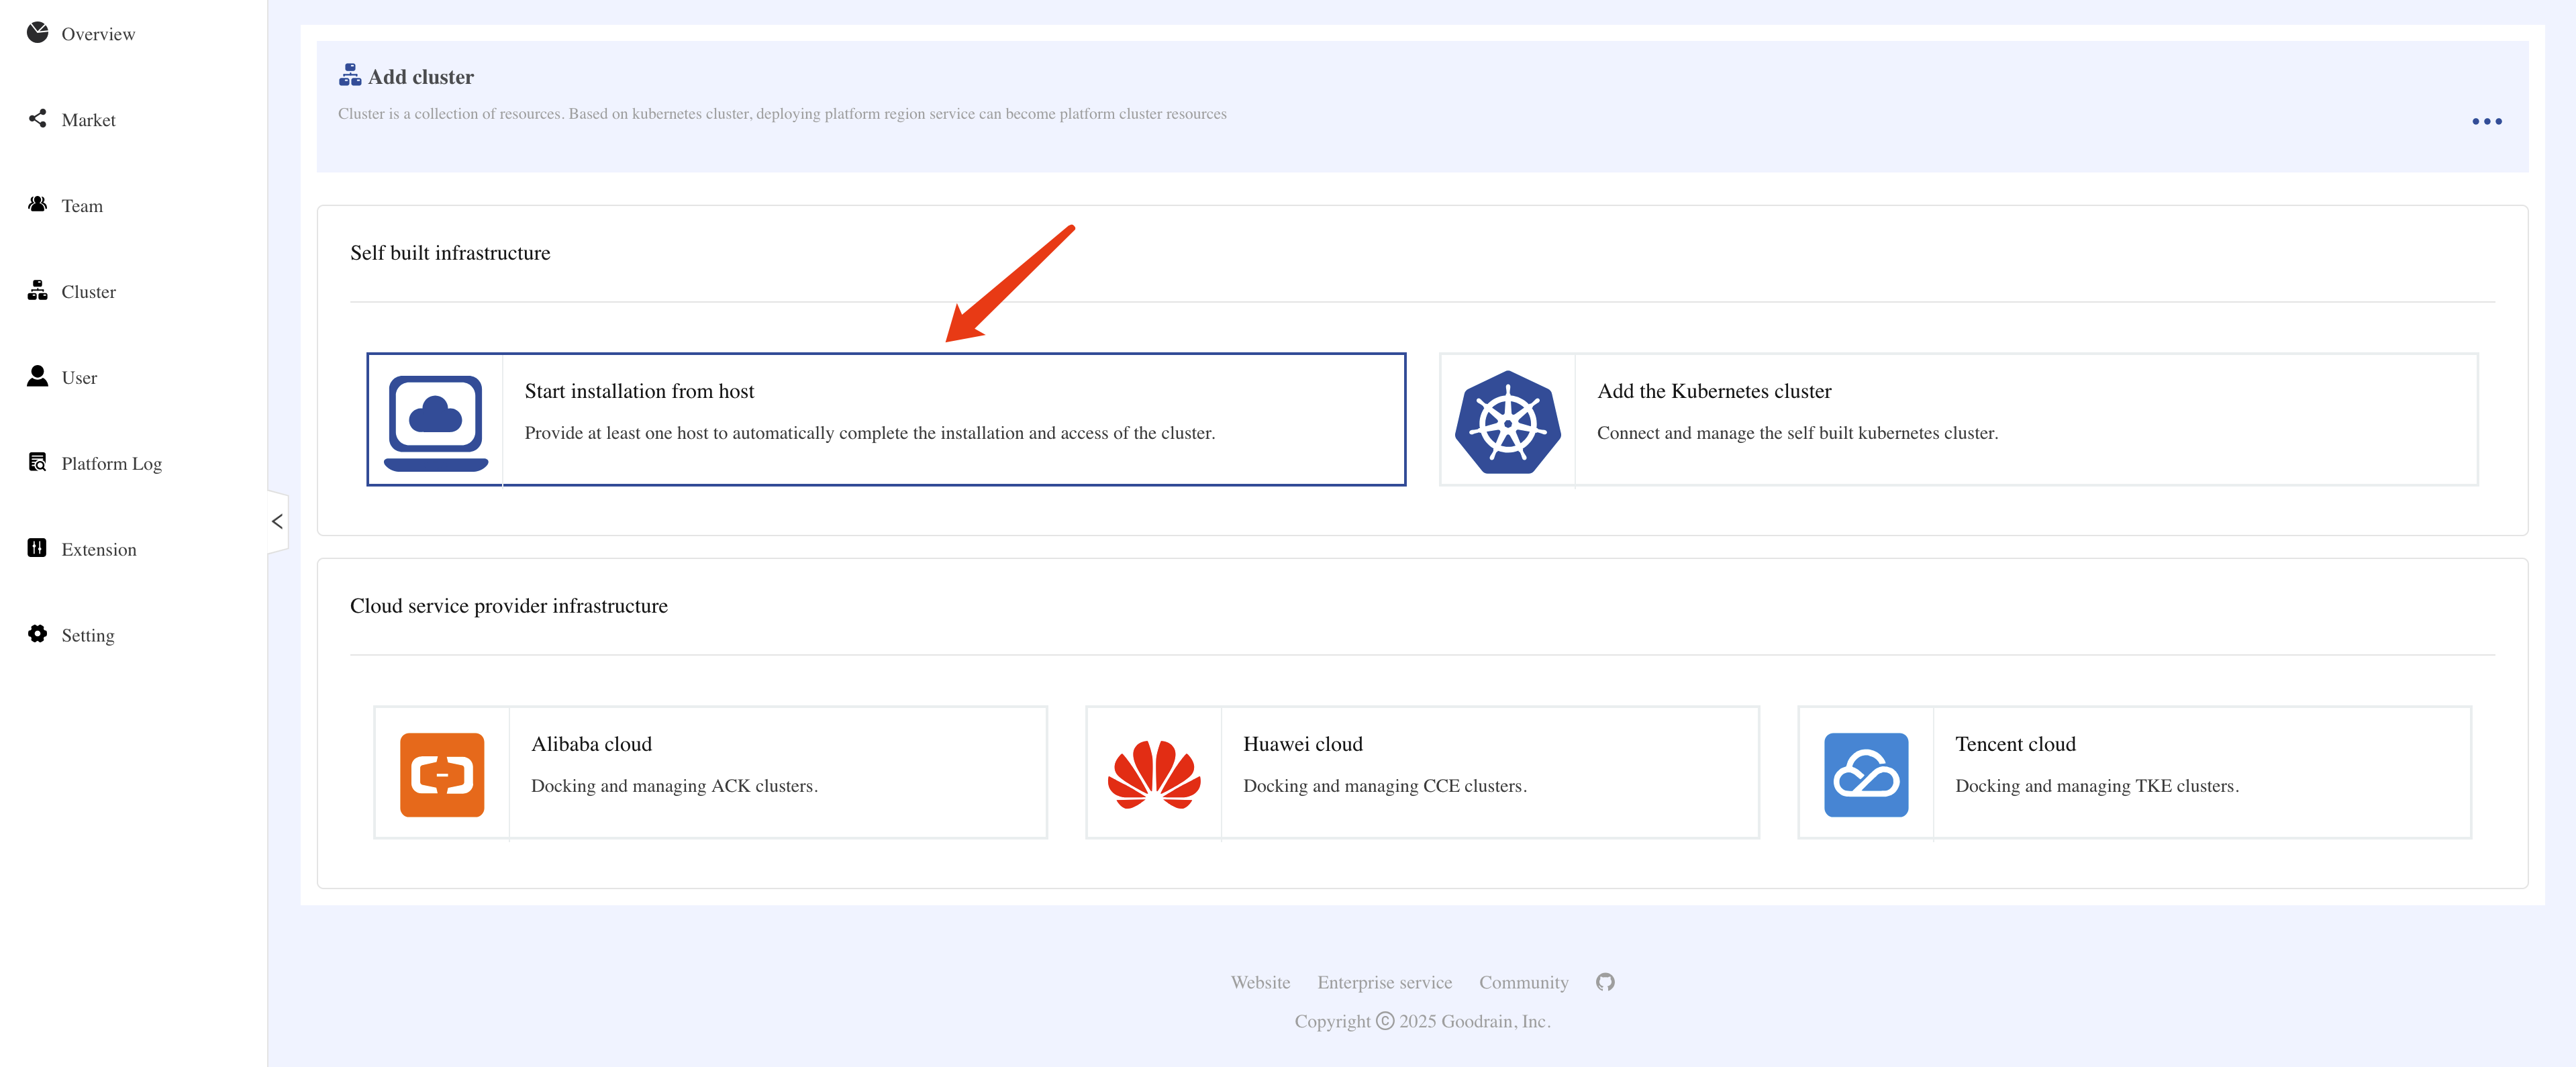 Overview
Market
Team
Cluster
User
Platform Log
Extension
Setting
Add cluster
Cluster is a collection of resources. Based on kubernetes cluster, deploying platform region service can become platform cluster resources
Self built infrastructure
Start installation from host
Provide at least one host to automatically complete the installation and access of the cluster.
Add the Kubernetes cluster
Connect and manage the self built kubernetes cluster.
Cloud service provider infrastructure
Alibaba cloud
Docking and managing ACK clusters.
Huawei cloud
Docking and managing CCE clusters.
Tencent cloud
Docking and managing TKE clusters.
Website Enterprise service Community
Copyright © 2025 Goodrain, Inc.